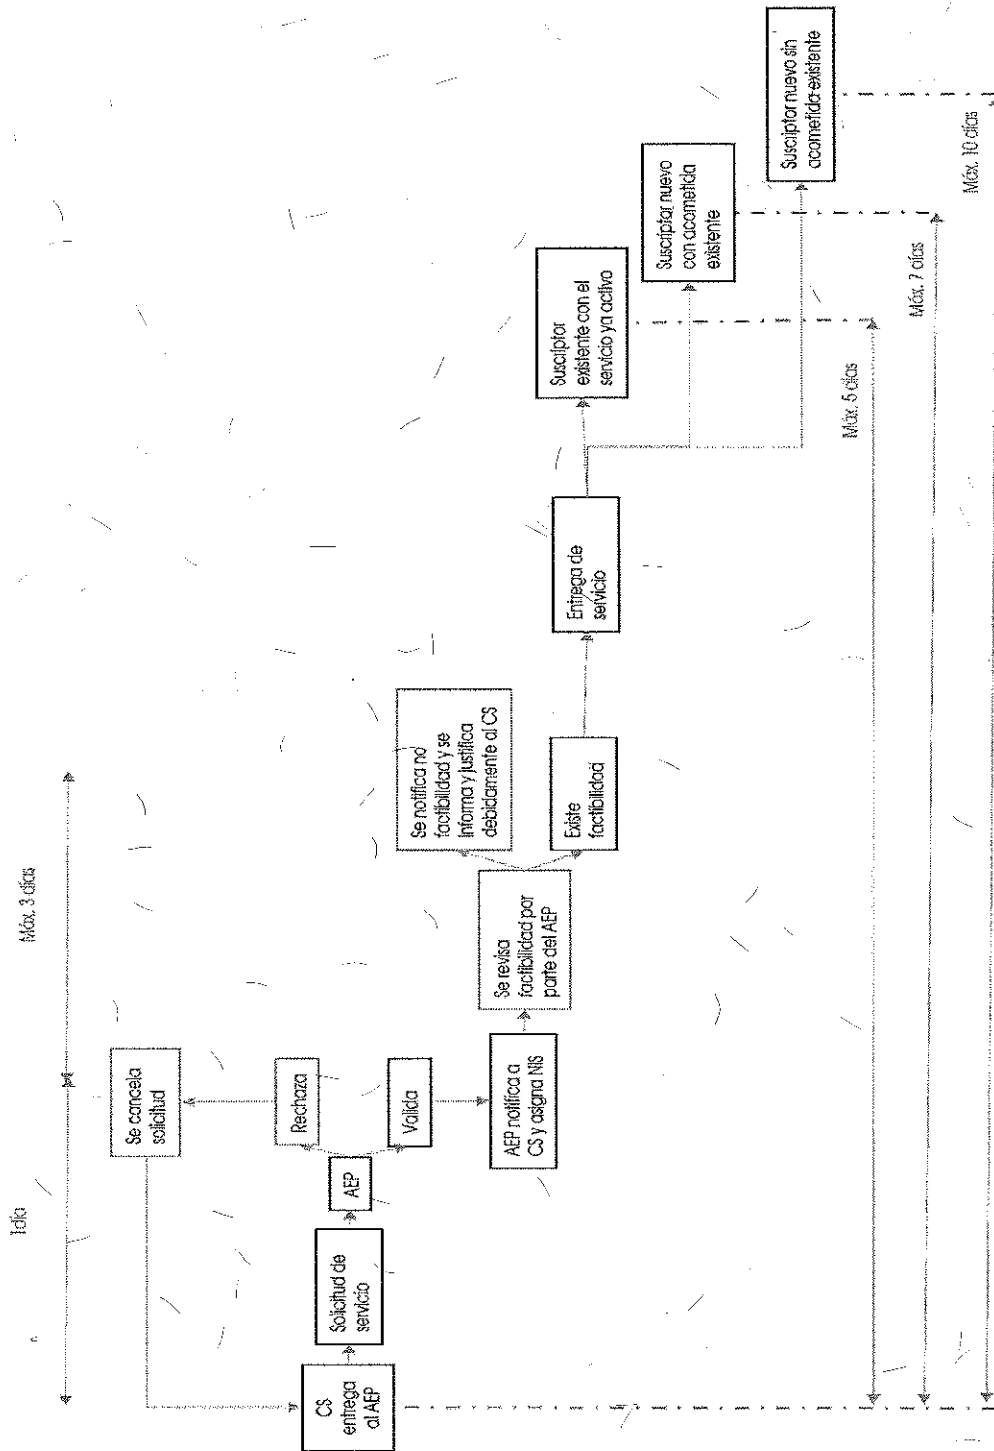 1día
Máx. 3 días
Se cancela
solicitud
Rechaza
CS
entrega
al AEP
Solicitud de
servicio
AEP
Valida
AEP notifica a
CS y asigna NIS
Se revisa
factibilidad por
parte del AEP
Se notifica no
factibilidad y se
informa y justifica
debidamente al CS
Existe
factibilidad
Entrega de
servicio
Suscriptor
existente con el
servicio ya activo
Suscriptor nuevo
con acometida
existente
Suscriptor nuevo sin
acometida existente
Máx. 5 días
Máx. 7 días
Máx. 10 días